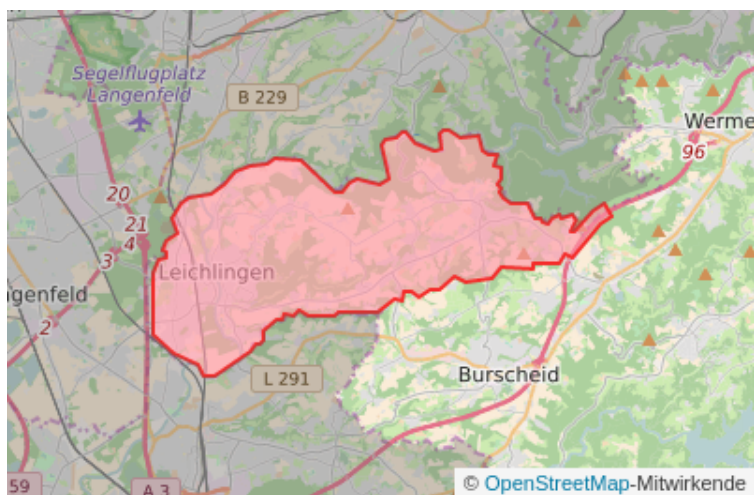 Segelflugplatz
Langenfeld
B 229
Werme
96
20
21
4
3
Leichlingen
ngenfeld
2
L 291
Burscheid
59
A 3
© OpenStreetMap-Mitwirkende